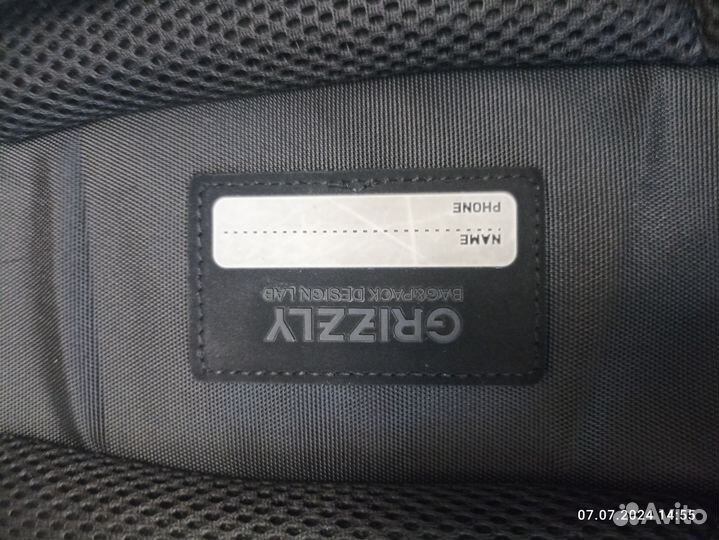 GRIZZLY
BAG&PACK DESIGN LAB
NAME
PHONE
07.07.2024 14:55
Avito